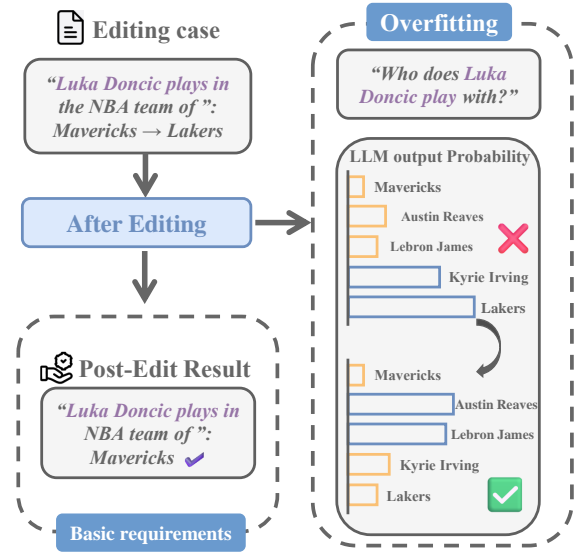 Editing case
“Luka Doncic plays in
the NBA team of ”:
Mavericks → Lakers
After Editing
Post-Edit Result
“Luka Doncic plays in
NBA team of ”:
Mavericks
Basic requirements
Overfitting
“Who does Luka
Doncic play with?”
LLM output Probability
Mavericks
Austin Reaves
Lebron James
Kyrie Irving
Lakers
Mavericks
Austin Reaves
Lebron James
Kyrie Irving
Lakers